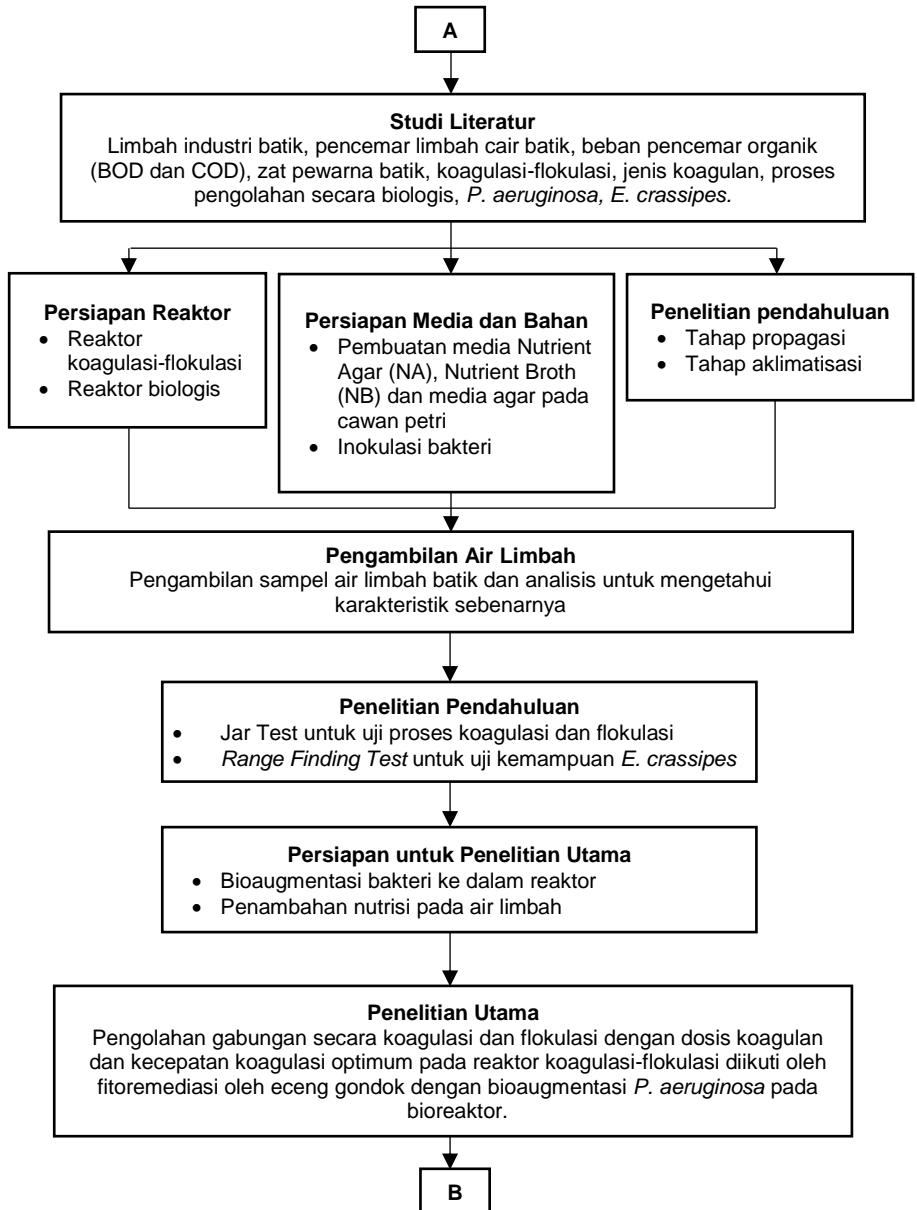 A
Studi Literatur
Limbah industri batik, pencemar limbah cair batik, beban pencemar organik
(BOD dan COD), zat pewarna batik, koagulasi-flokulasi, jenis koagulan, proses
pengolahan secara biologis, P. aeruginosa, E. crassipes.
Persiapan Reaktor
• Reaktor
koagulasi-flokulasi
• Reaktor biologis
Persiapan Media dan Bahan
• Pembuatan media Nutrient
Agar (NA), Nutrient Broth
(NB) dan media agar pada
cawan petri
• Inokulasi bakteri
Penelitian pendahuluan
• Tahap propagasi
• Tahap aklimatisasi
Pengambilan Air Limbah
Pengambilan sampel air limbah batik dan analisis untuk mengetahui
karakteristik sebenarnya
Penelitian Pendahuluan
• Jar Test untuk uji proses koagulasi dan flokulasi
• Range Finding Test untuk uji kemampuan E. crassipes
Persiapan untuk Penelitian Utama
• Bioaugmentasi bakteri ke dalam reaktor
• Penambahan nutrisi pada air limbah
Penelitian Utama
Pengolahan gabungan secara koagulasi dan flokulasi dengan dosis koagulan
dan kecepatan koagulasi optimum pada reaktor koagulasi-flokulasi diikuti oleh
fitoremediasi oleh eceng gondok dengan bioaugmentasi P. aeruginosa pada
bioreaktor.
B